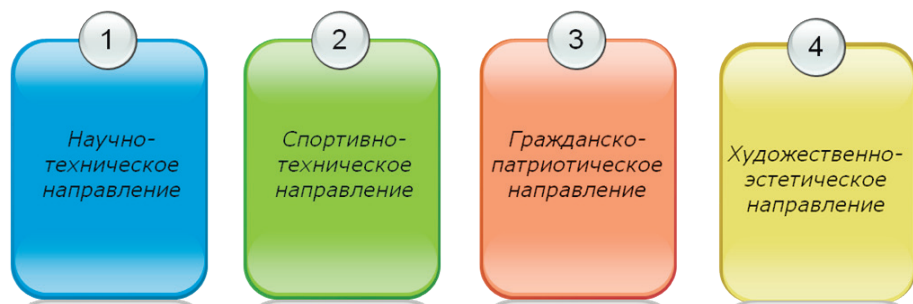 1
Научно-
техническое
направление
2
Спортивно-
техническое
направление
3
Гражданско-
патриотическое
направление
4
Художественно-
эстетическое
направление